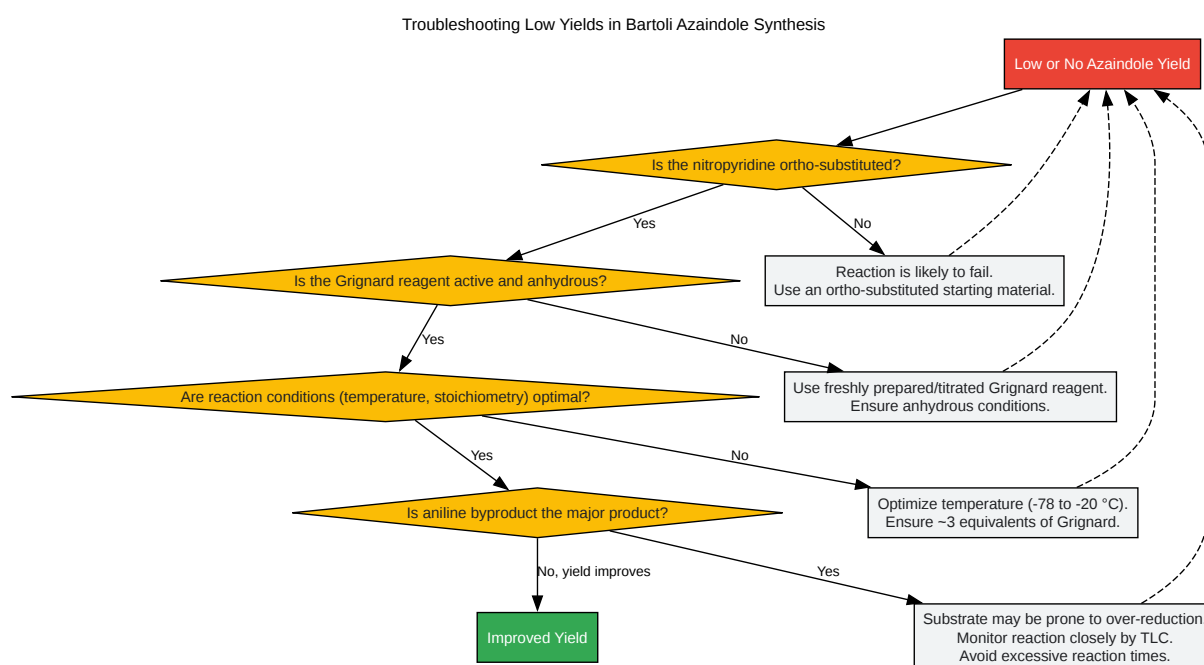 Troubleshooting Low Yields in Bartoli Azaindole Synthesis
Low or No Azaindole Yield
Is the nitropyridine ortho-substituted?
Yes
No
Is the Grignard reagent active and anhydrous?
Reaction is likely to fail.
Use an ortho-substituted starting material.
Yes
No
Are reaction conditions (temperature, stoichiometry) optimal?
Use freshly prepared/titrated Grignard reagent.
Ensure anhydrous conditions.
Yes
No
Is aniline byproduct the major product?
Optimize temperature (-78 to -20 °C).
Ensure ~3 equivalents of Grignard.
No, yield improves
Yes
Improved Yield
Substrate may be prone to over-reduction.
Monitor reaction closely by TLC.
Avoid excessive reaction times.